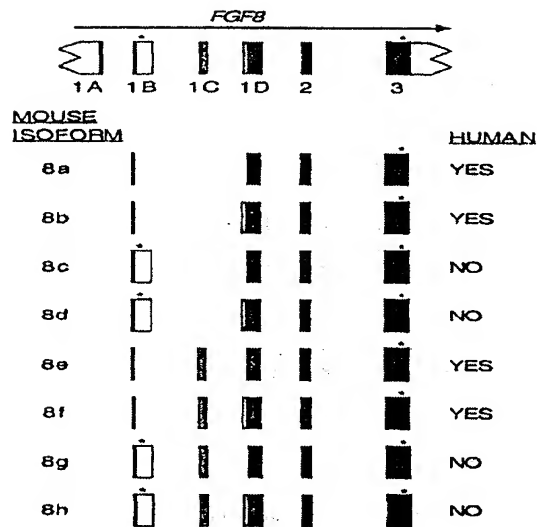 FGF8
* *
1A 1B 1C 1D 2 3
MOUSE
ISOFORM HUMAN
*
8a YES
*
8b YES
* *
8c NO
* *
8d NO
*
8e YES
*
8f YES
* *
8g NO
* *
8h NO